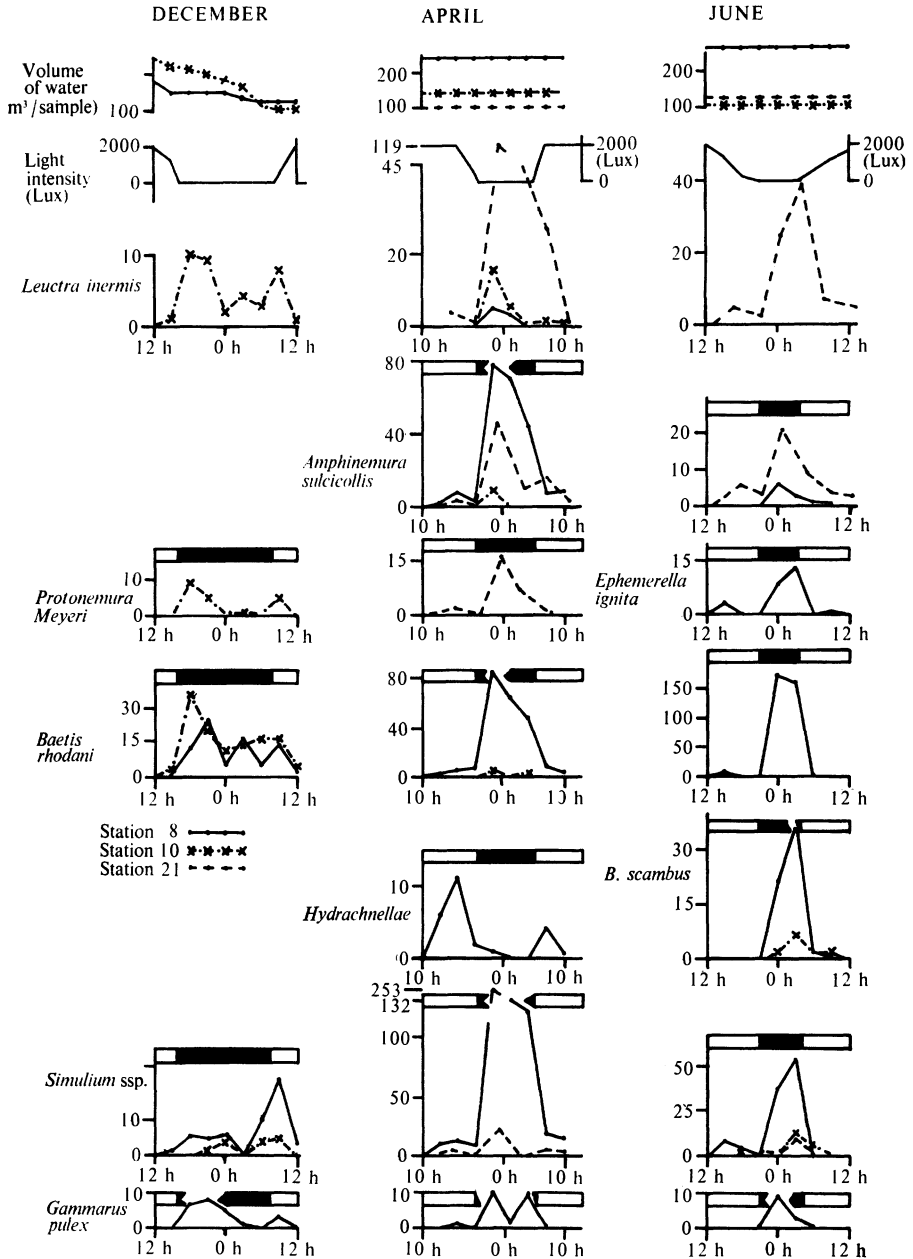 DECEMBER APRIL JUNE
Volume of water m³/sample)
100
200
100
200
100
Light intensity (Lux)
2000
0
119
45
2000 (Lux)
0
2000 (Lux)
0
Leuctra inermis
10
0
12 h 0 h 12 h
20
0
10 h 0 h 10 h
40
20
0
12 h 0 h 12 h
Amphinemura sulcicollis
80
40
0
10 h 0 h 10 h
20
10
0
12 h 0 h 12 h
Protonemura Meyeri
10
0
12 h 0 h 12 h
15
0
10 h 0 h 10 h
Ephemerella ignita
15
0
12 h 0 h 12 h
Baetis rhodani
30
15
0
12 h 0 h 12 h
80
40
0
10 h 0 h 10 h
150
100
50
0
12 h 0 h 12 h
Station 8
Station 10
Station 21
Hydrachnellae
10
0
10 h 0 h 10 h
B. scambus
30
15
0
12 h 0 h 12 h
Simulium ssp.
10
0
12 h 0 h 12 h
253
132
100
50
0
10 h 0 h 10 h
50
25
0
12 h 0 h 12 h
Gammarus pulex
10
0
12 h 0 h 12 h
10
0
10 h 0 h 10 h
10
0
12 h 0 h 12 h